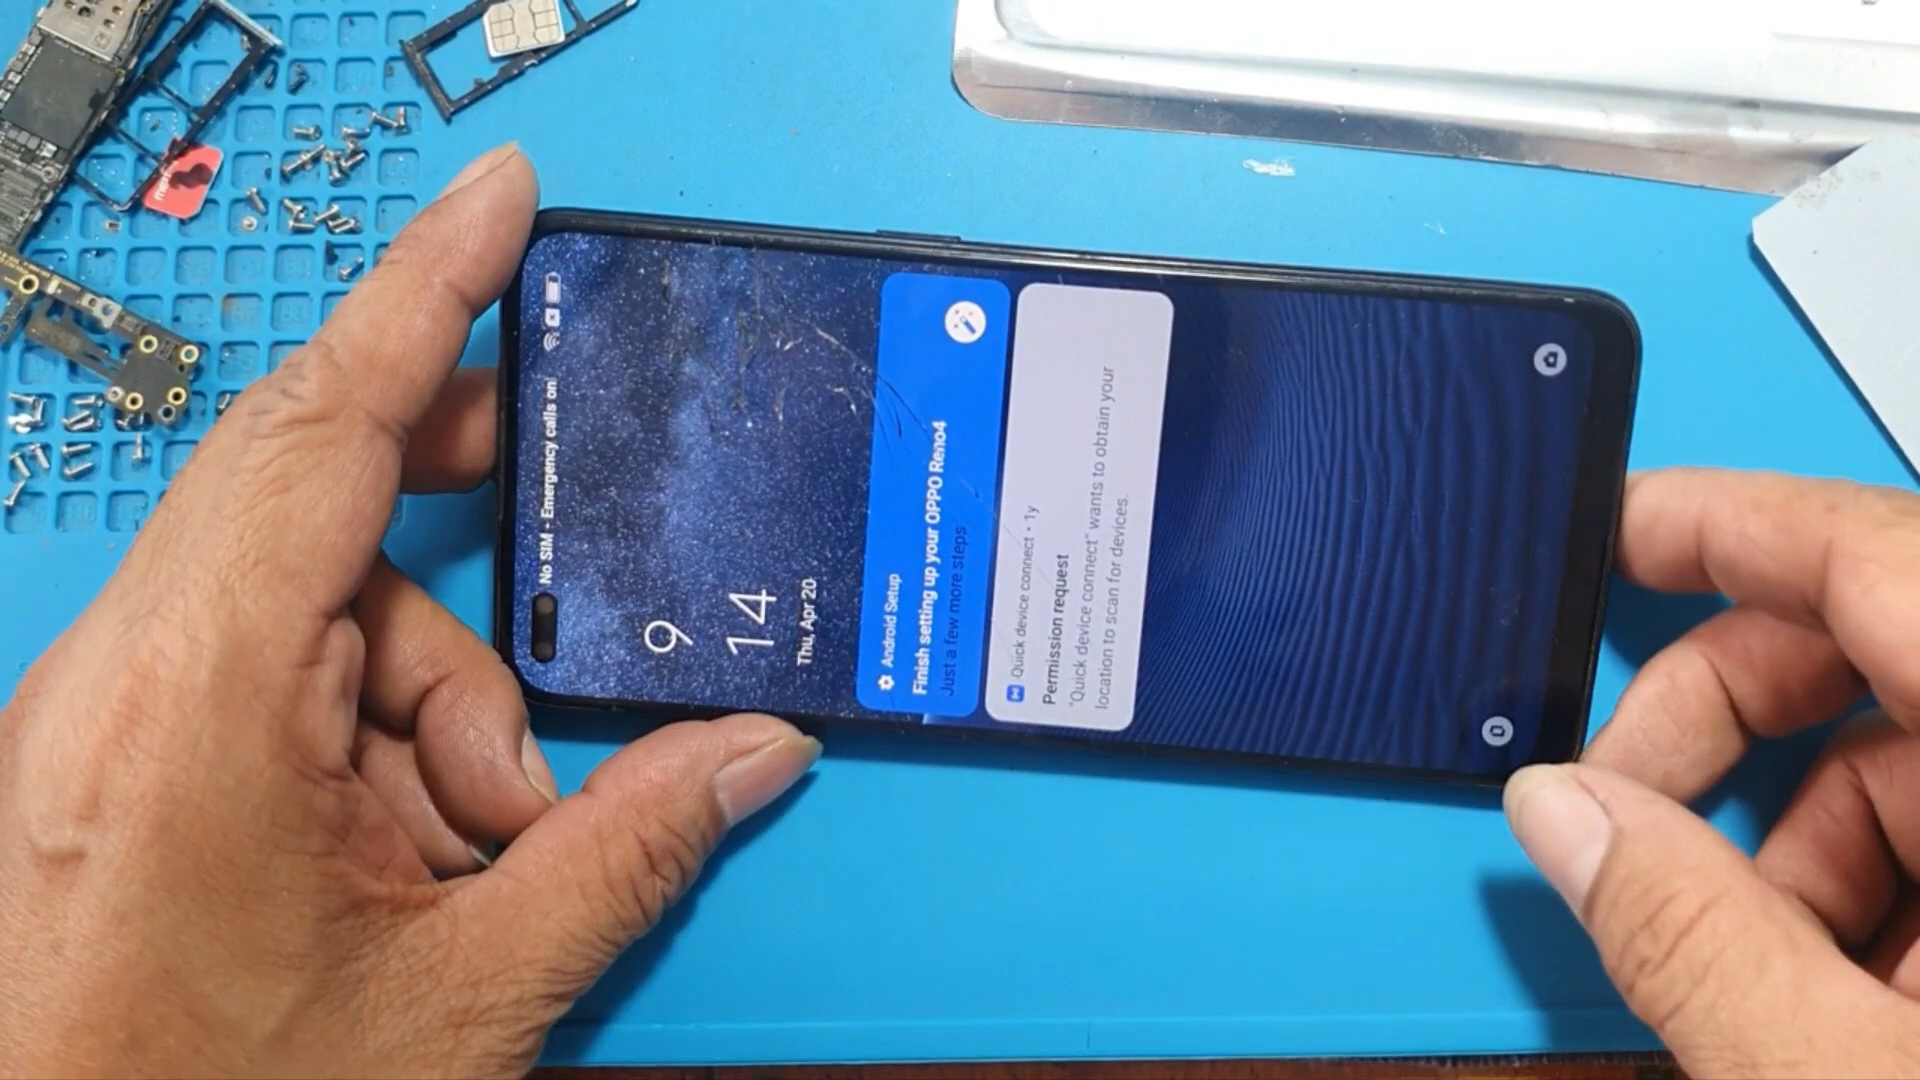 No SIM - Emergency calls onl
9
14
Thu, Apr 20
Android Setup
Finish setting up your OPPO Reno4
Just a few more steps
Quick device connect • 1y
Permission request
"Quick device connect" wants to obtain your
location to scan for devices.